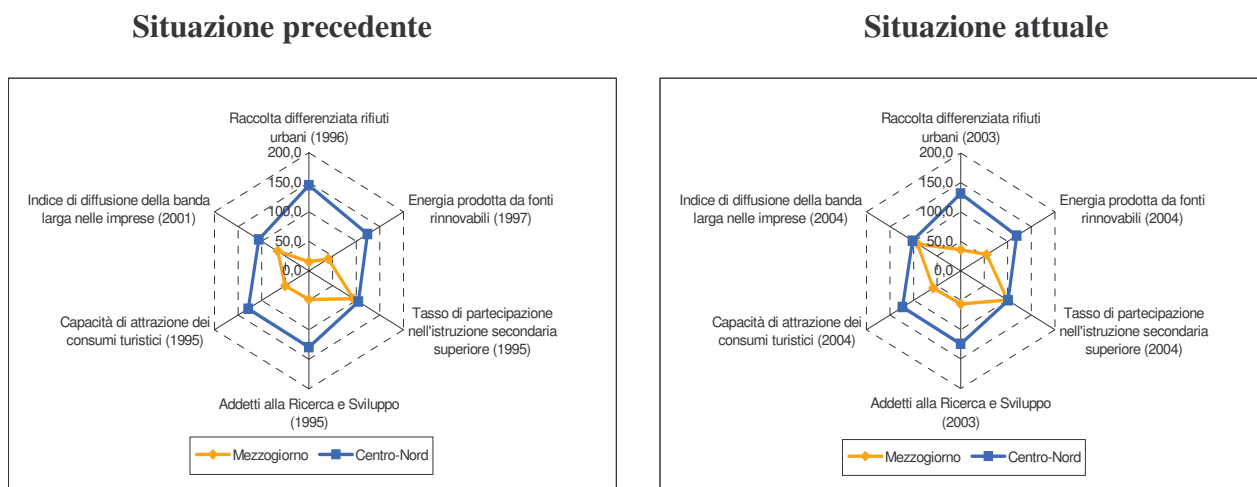 Situazione precedente
Raccolta differenziata rifiuti
urbani (1996)
200,0
150,0
100,0
50,0
0,0
Indice di diffusione della banda
larga nelle imprese (2001)
Energia prodotta da fonti
rinnovabili (1997)
Capacità di attrazione dei
consumi turistici (1995)
Tasso di partecipazione
nell'istruzione secondaria
superiore (1995)
Addetti alla Ricerca e Sviluppo
(1995)
Mezzogiorno
Centro-Nord
Situazione attuale
Raccolta differenziata rifiuti
urbani (2003)
200,0
150,0
100,0
50,0
0,0
Indice di diffusione della banda
larga nelle imprese (2004)
Energia prodotta da fonti
rinnovabili (2004)
Capacità di attrazione dei
consumi turistici (2004)
Tasso di partecipazione
nell'istruzione secondaria
superiore (2004)
Addetti alla Ricerca e Sviluppo
(2003)
Mezzogiorno
Centro-Nord